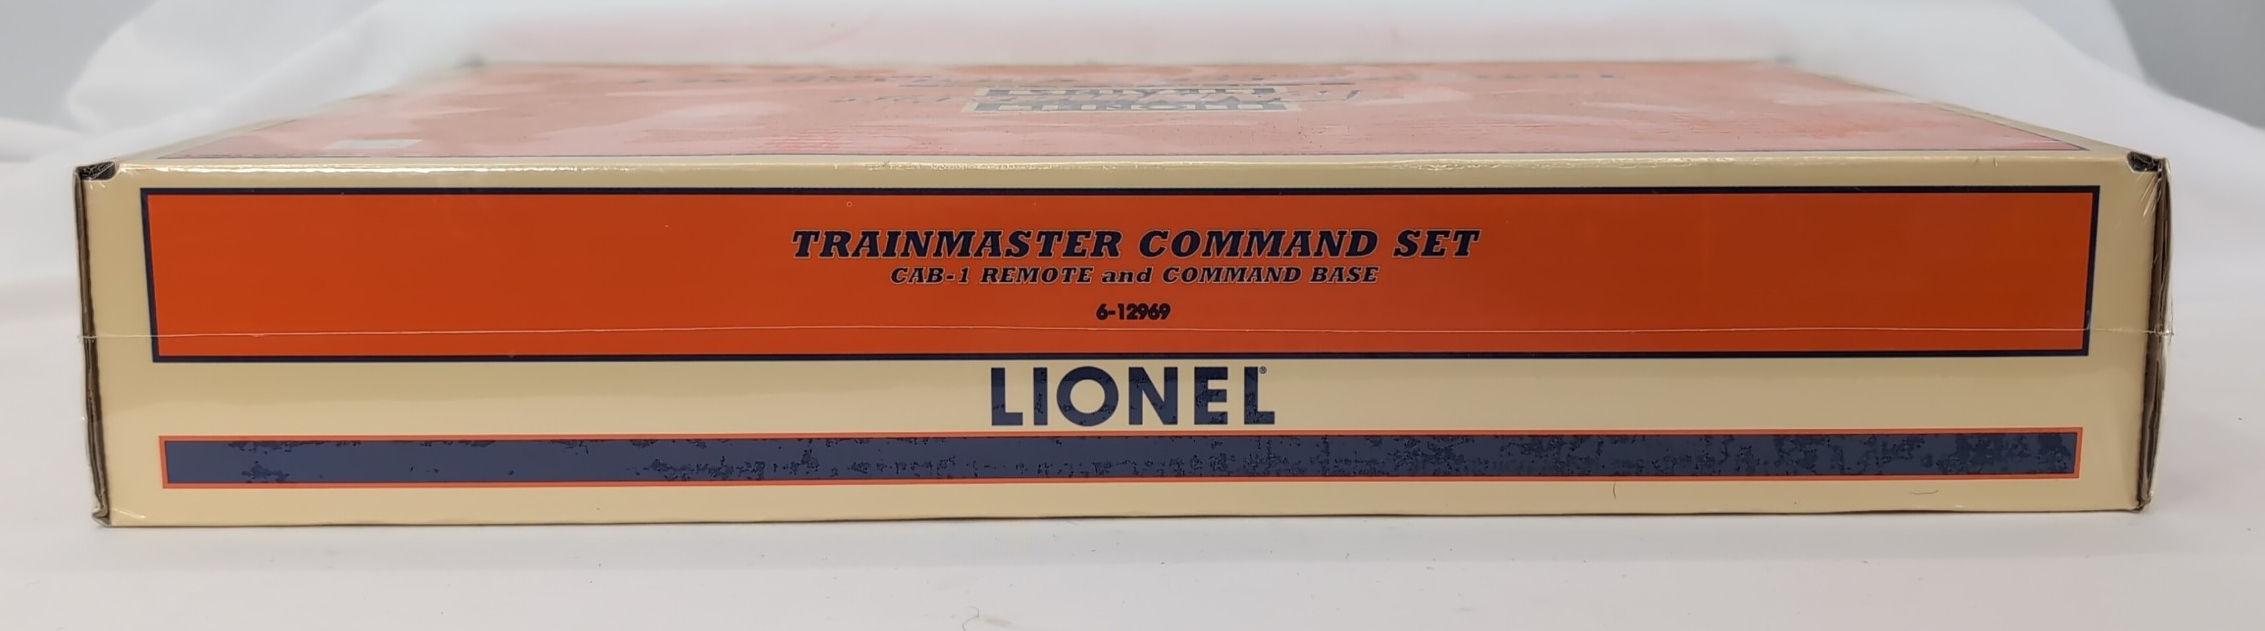 TRAINMASTER COMMAND SET
CAB-1 REMOTE and COMMAND BASE
6-12969
LIONEL®